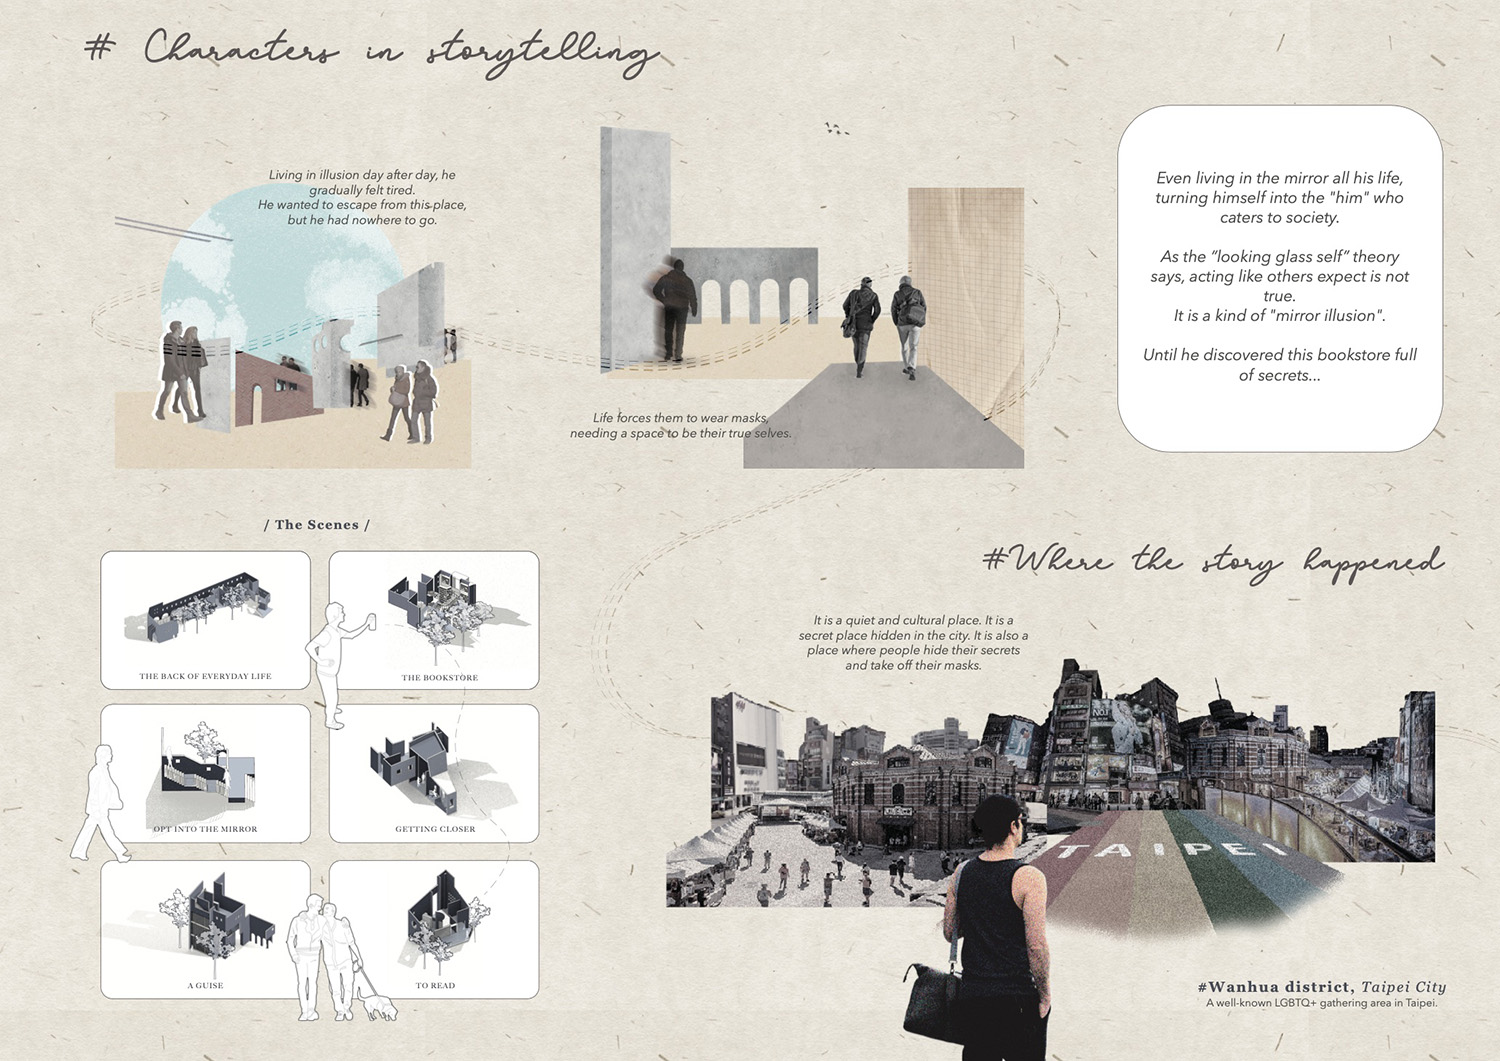 # Characters in storytelling
Living in illusion day after day, he
gradually felt tired.
He wanted to escape from this place,
but he had nowhere to go.
Life forces them to wear masks,
needing a space to be their true selves.
Even living in the mirror all his life,
turning himself into the "him" who
caters to society.
As the “looking glass self” theory
says, acting like others expect is not
true.
It is a kind of "mirror illusion".
Until he discovered this bookstore full
of secrets...
/ The Scenes /
THE BACK OF EVERYDAY LIFE
THE BOOKSTORE
OPT INTO THE MIRROR
GETTING CLOSER
A GUISE
TO READ
#Where the story happened
It is a quiet and cultural place. It is a
secret place hidden in the city. It is also a
place where people hide their secrets
and take off their masks.
NO.1
TAIPEI
#Wanhua district, Taipei City
A well-known LGBTQ+ gathering area in Taipei.